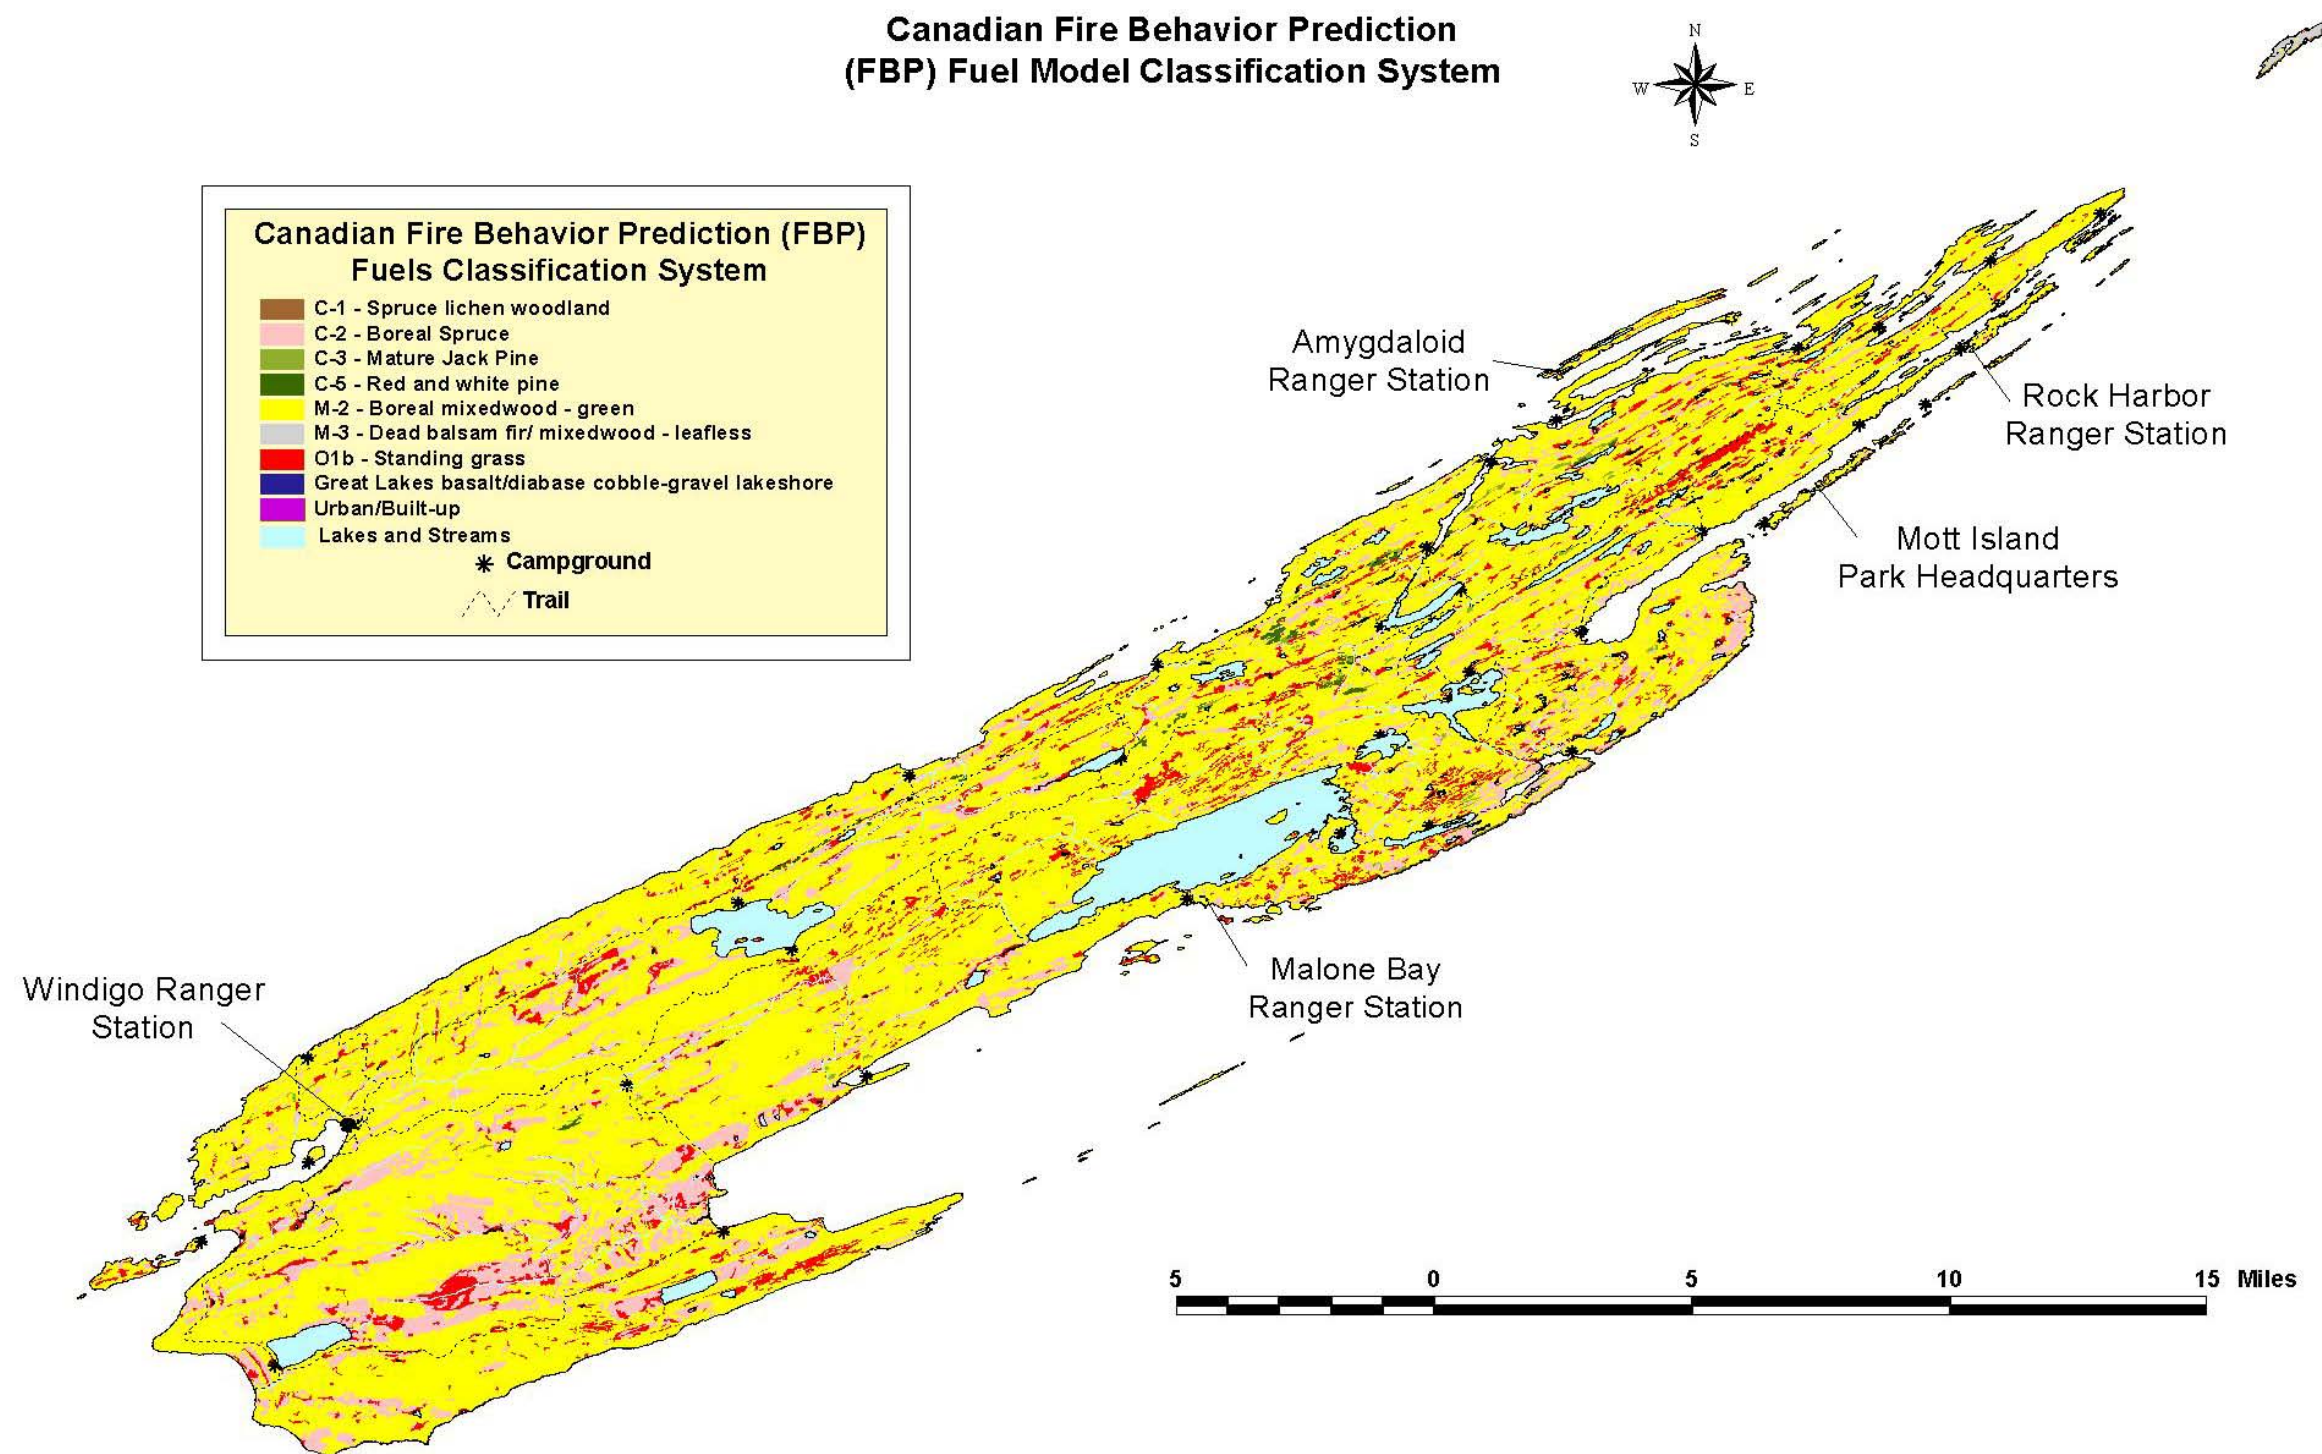 Canadian Fire Behavior Prediction
(FBP) Fuel Model Classification System
N
W
E
S
Canadian Fire Behavior Prediction (FBP)
Fuels Classification System
C-1 - Spruce lichen woodland
C-2 - Boreal Spruce
C-3 - Mature Jack Pine
C-5 - Red and white pine
M-2 - Boreal mixedwood - green
M-3 - Dead balsam fir/ mixedwood - leafless
O1b - Standing grass
Great Lakes basalt/diabase cobble-gravel lakeshore
Urban/Built-up
Lakes and Streams
Campground
Trail
Amygdaloid
Ranger Station
Rock Harbor
Ranger Station
Mott Island
Park Headquarters
Malone Bay
Ranger Station
Windigo Ranger
Station
5 0 5 10 15 Miles